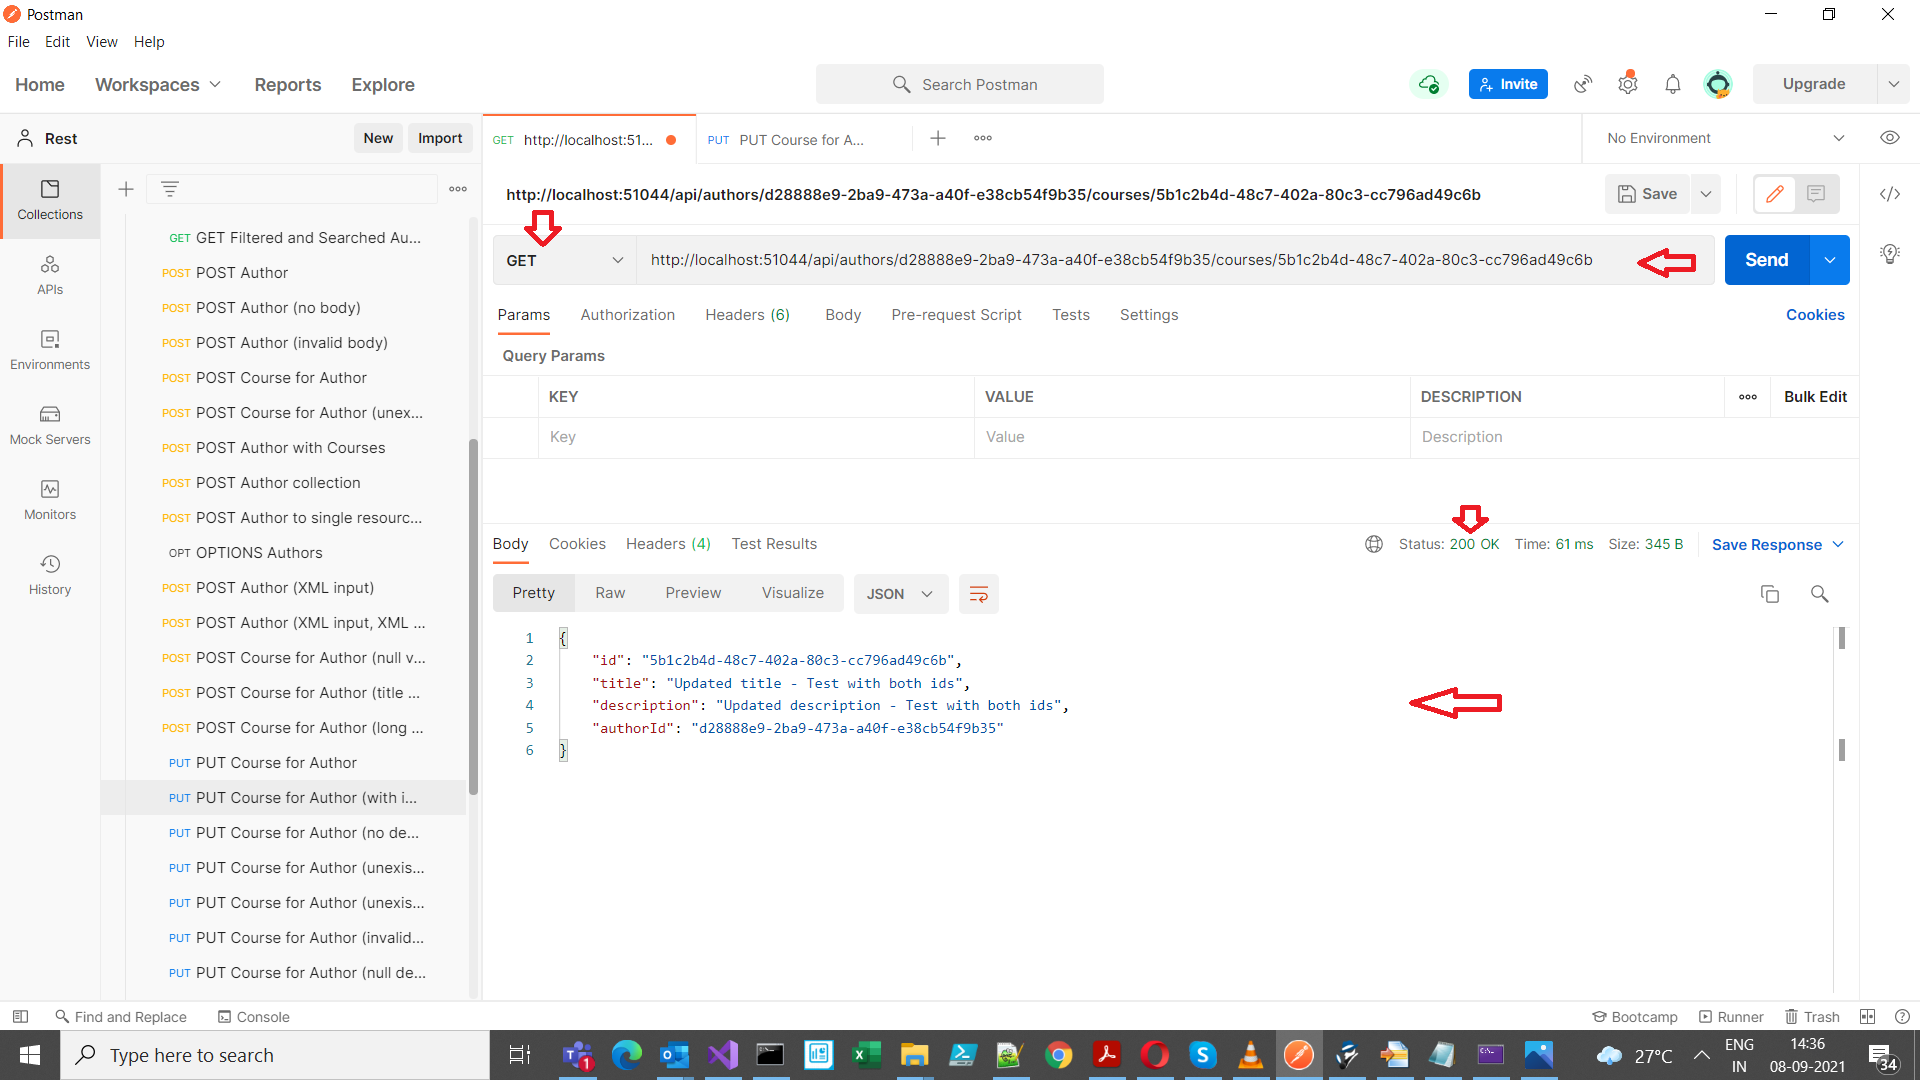 Postman
File Edit View Help
Home Workspaces Reports Explore
Search Postman
Invite
Upgrade
Rest
New
Import
GET http://localhost:51...
PUT PUT Course for A...
No Environment
Collections
APIs
Environments
Mock Servers
Monitors
History
GET GET Filtered and Searched Au...
POST POST Author
POST POST Author (no body)
POST POST Author (invalid body)
POST POST Course for Author
POST POST Course for Author (unex...
POST POST Author with Courses
POST POST Author collection
POST POST Author to single resourc...
OPT OPTIONS Authors
POST POST Author (XML input)
POST POST Author (XML input, XML ...
POST POST Course for Author (null v...
POST POST Course for Author (title ...
POST POST Course for Author (long ...
PUT PUT Course for Author
PUT PUT Course for Author (with i...
PUT PUT Course for Author (no de...
PUT PUT Course for Author (unexis...
PUT PUT Course for Author (unexis...
PUT PUT Course for Author (invalid...
PUT PUT Course for Author (null de...
http://localhost:51044/api/authors/d28888e9-2ba9-473a-a40f-e38cb54f9b35/courses/5b1c2b4d-48c7-402a-80c3-cc796ad49c6b
Save
GET
http://localhost:51044/api/authors/d28888e9-2ba9-473a-a40f-e38cb54f9b35/courses/5b1c2b4d-48c7-402a-80c3-cc796ad49c6b
Send
Params Authorization Headers (6) Body Pre-request Script Tests Settings
Cookies
Query Params
KEY VALUE DESCRIPTION
Bulk Edit
Key Value Description
Body Cookies Headers (4) Test Results
Status: 200 OK Time: 61 ms Size: 345 B
Save Response
Pretty Raw Preview Visualize
JSON
1 {
2 "id": "5b1c2b4d-48c7-402a-80c3-cc796ad49c6b",
3 "title": "Updated title - Test with both ids",
4 "description": "Updated description - Test with both ids",
5 "authorId": "d28888e9-2ba9-473a-a40f-e38cb54f9b35"
6 }
Find and Replace
Console
Bootcamp
Runner
Trash
Type here to search
1
27°C
ENG
IN
14:36
08-09-2021
34